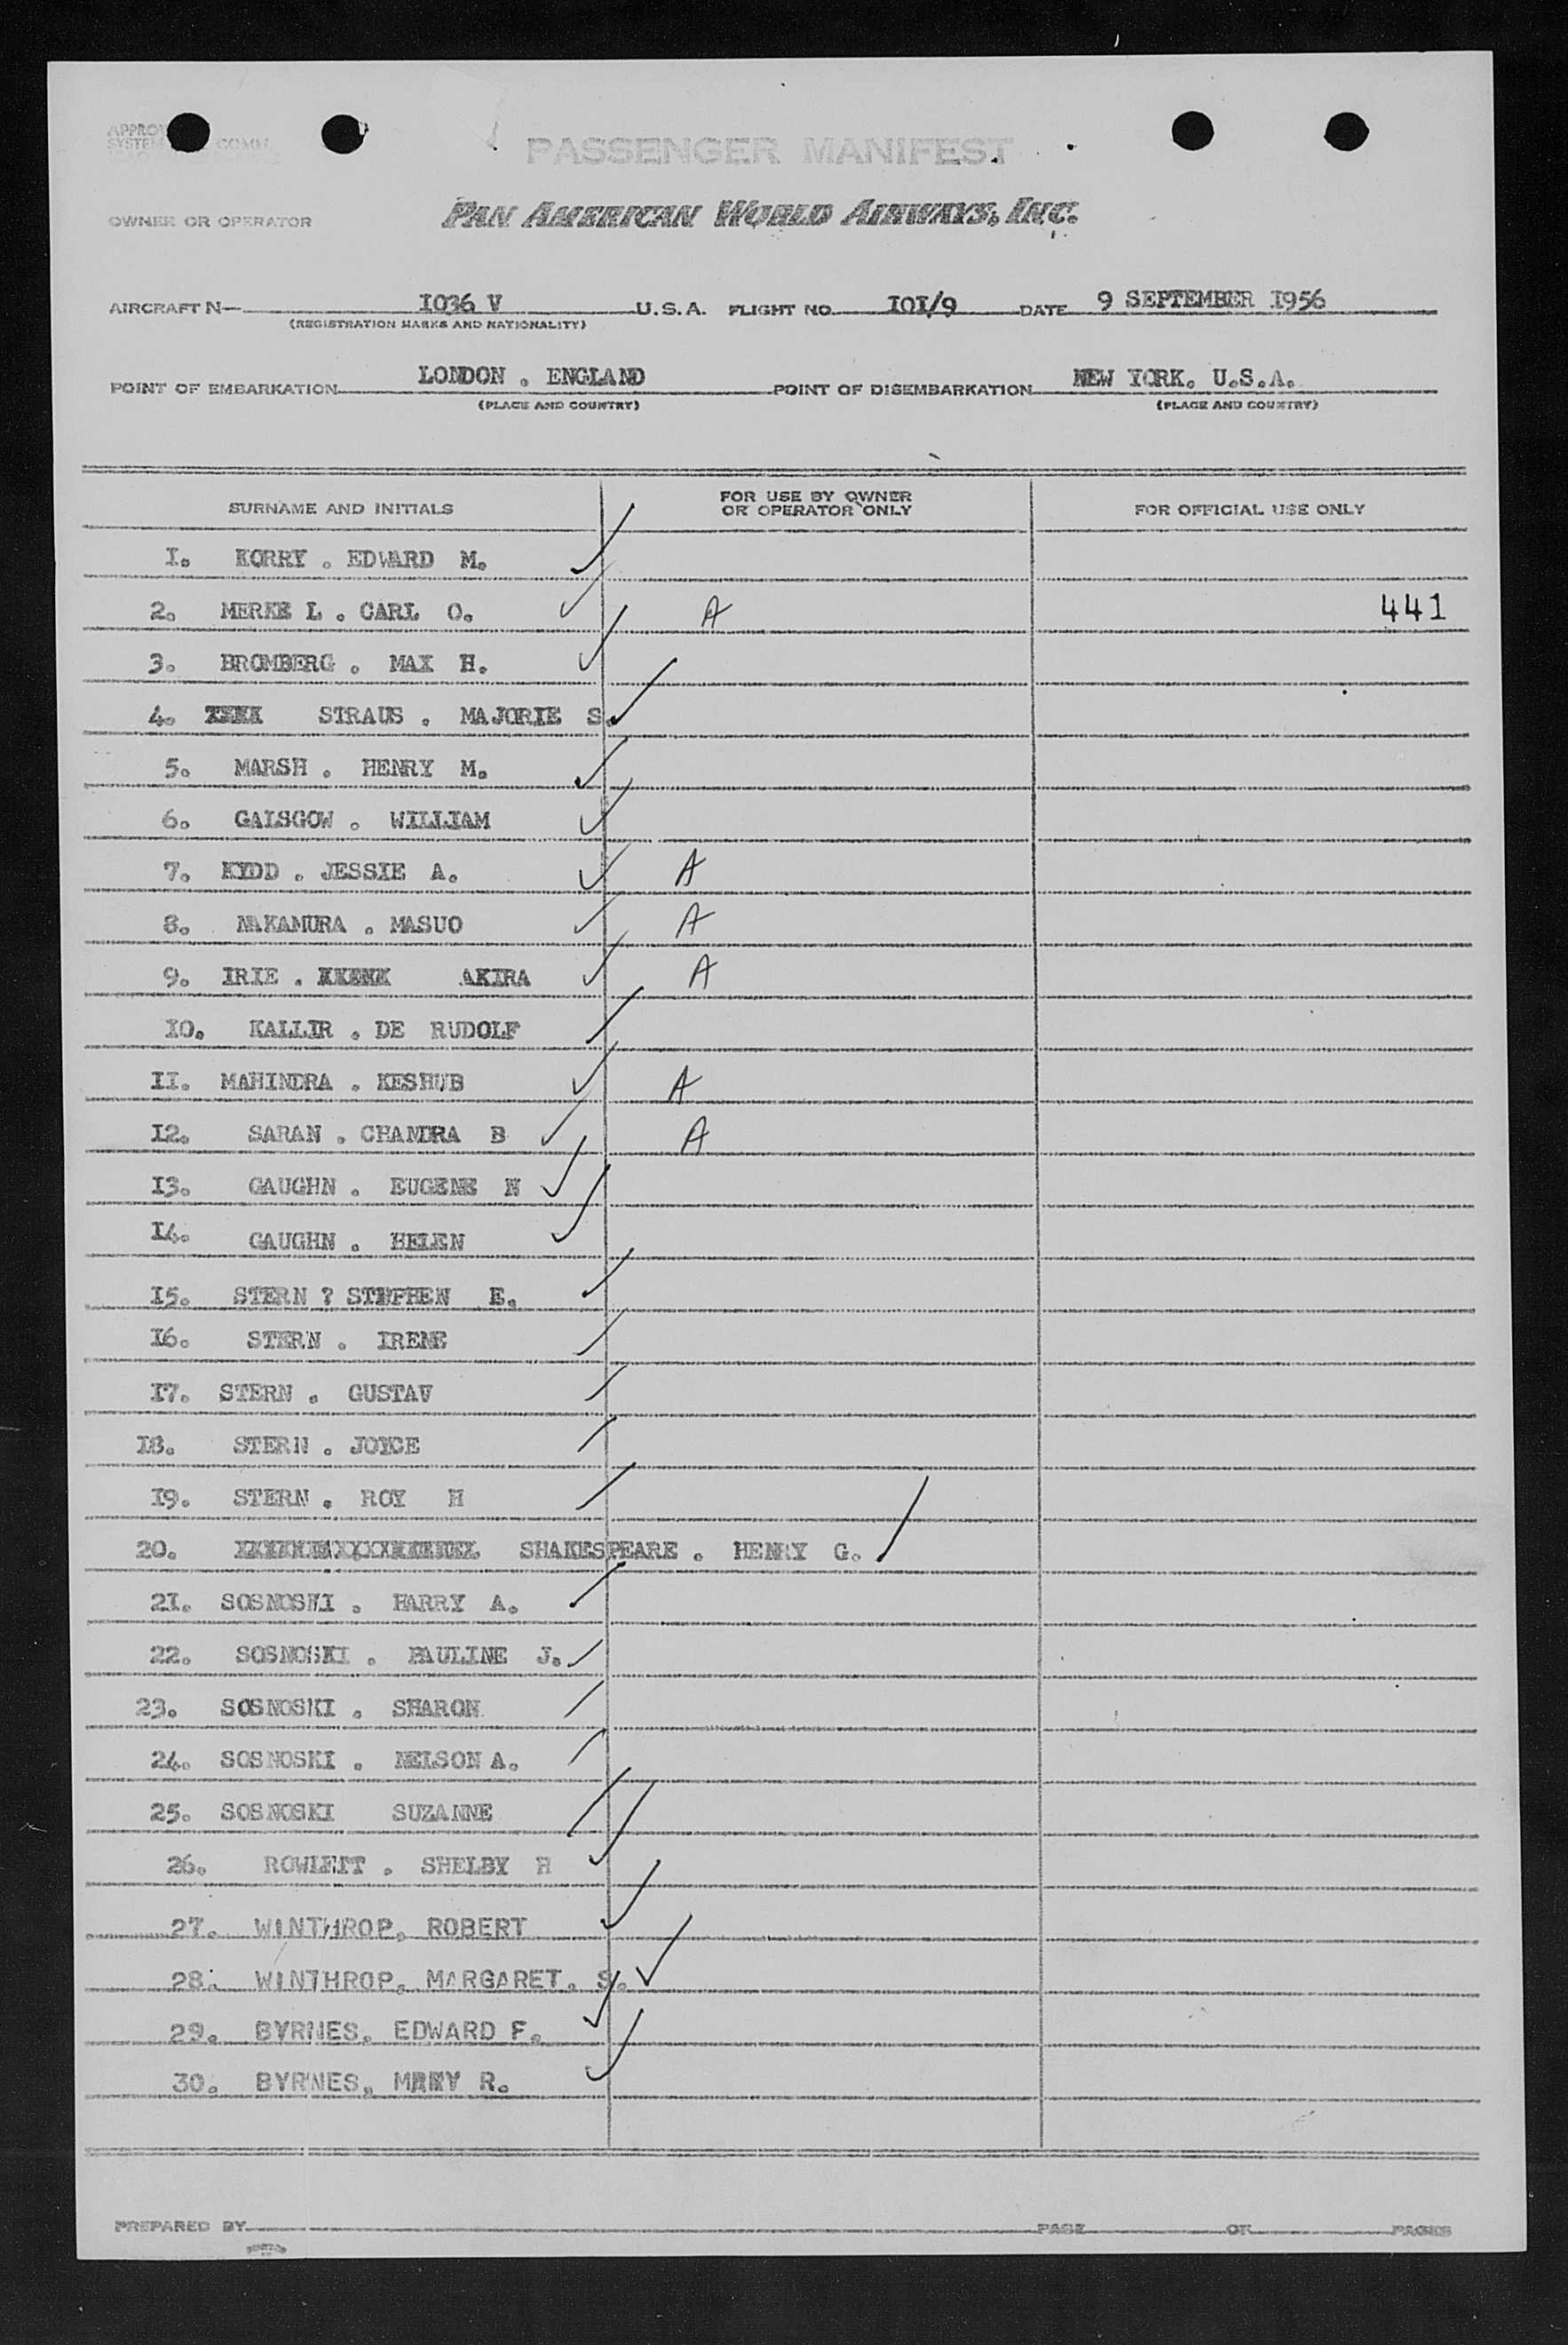 PASSENGER MANIFEST
OWNER OR OPERATOR PAN AMERICAN WORLD AIRWAYS, INC.
AIRCRAFT N— 1036 V U.S.A. FLIGHT NO. 101/9 DATE 9 SEPTEMBER 1956
(REGISTRATION MARKS AND NATIONALITY)
POINT OF EMBARKATION LONDON . ENGLAND POINT OF DISEMBARKATION NEW YORK. U.S.A.
(PLACE AND COUNTRY) (PLACE AND COUNTRY)
SURNAME AND INITIALS FOR USE BY OWNER OR OPERATOR ONLY FOR OFFICIAL USE ONLY
1. KORRY . EDWARD M.
2. MERKE L . CARL O. A 441
3. BROMBERG . MAX H.
4. STRAUS . MAJORIE S.
5. MARSH . HENRY M.
6. GALSGOW . WILLIAM
7. KYDD . JESSIE A. A
8. NAKAMURA . MASUO A
9. IRIE . AKIRA A
10. KALLIR . DE RUDOLF
11. MAHINDRA . KESHUB A
12. SARAN . CHANDRA B A
13. GAUGHN . EUGENE N
14. GAUGHN . HELEN
15. STERN ? STEPHEN E.
16. STERN . IRENE
17. STERN . GUSTAV
18. STERN . JOYCE
19. STERN . ROY H
20. SHAKESPEARE . HENRY G.
21. SOSNOSKI . HARRY A.
22. SOSNOSKI . PAULINE J.
23. SOSNOSKI . SHARON
24. SOSNOSKI . NELSON A.
25. SOSNOSKI SUZANNE
26. ROWLETT . SHELBY H
27. WINTHROP, ROBERT
28. WINTHROP, MARGARET. S.
29. BYRNES, EDWARD F.
30. BYRNES, MARY R.
PREPARED BY PAGE OF PAGES